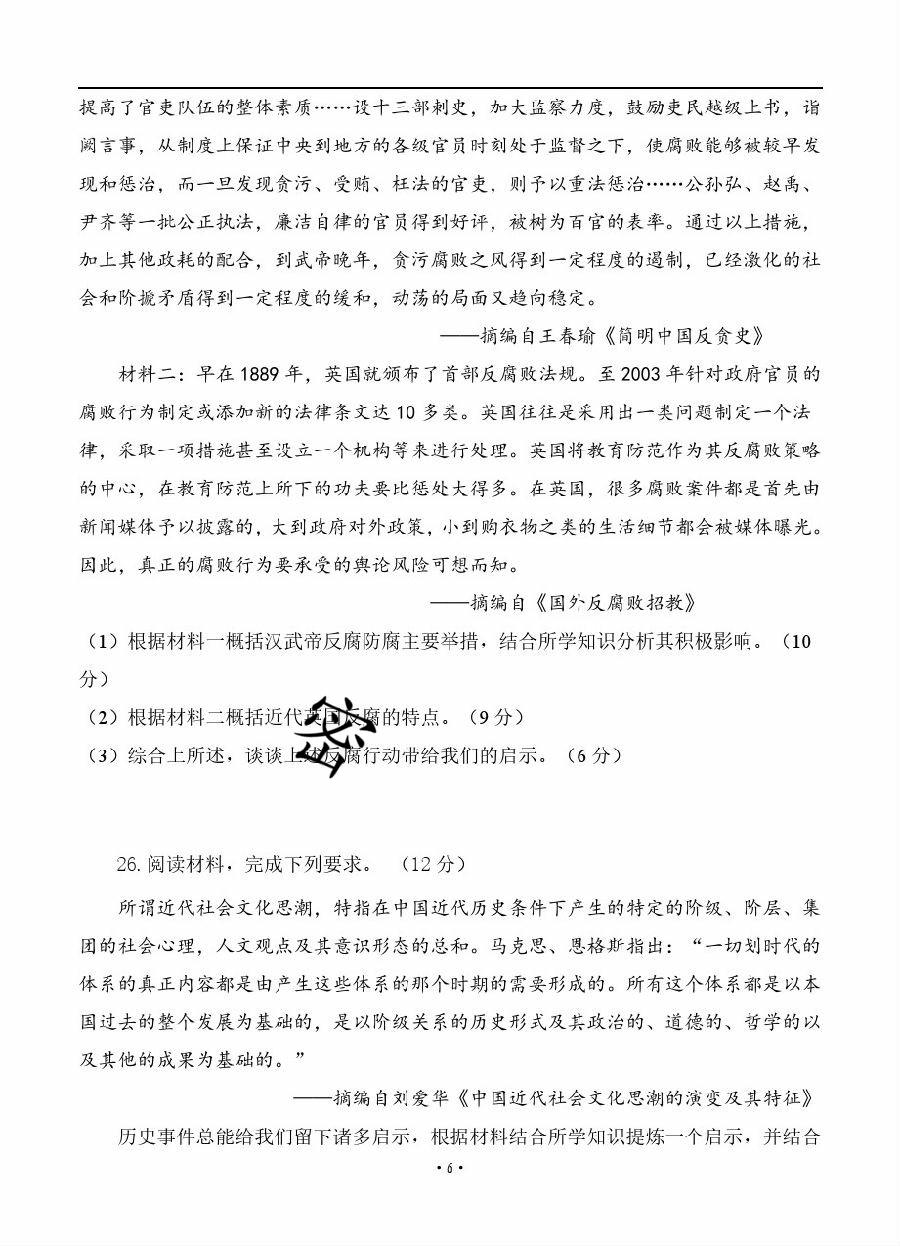 提高了官吏队伍的整体素质……设十三部刺史，加大监察力度，鼓励吏民越级上书，诣
阙言事，从制度上保证中央到地方的各级官员时刻处于监督之下，使腐败能够被较早发
现和惩治，而一旦发现贪污、受贿、枉法的官吏，则予以重法惩治……公孙弘、赵禹、
尹齐等一批公正执法，廉洁自律的官员得到好评，被树为百官的表率。通过以上措施，
加上其他政耗的配合，到武帝晚年，贪污腐败之风得到一定程度的遏制，已经激化的社
会和阶搋矛盾得到一定程度的缓和，动荡的局面又趋向稳定。
——摘编自王春瑜《简明中国反贪史》
材料二：早在 1889 年，英国就颁布了首部反腐败法规。至 2003 年针对政府官员的
腐败行为制定或添加新的法律条文达 10 多类。英国往往是采用出一类问题制定一个法
律，采取一项措施甚至设立一个机构等来进行处理。英国将教育防范作为其反腐败策略
的中心，在教育防范上所下的功夫要比惩处大得多。在英国，很多腐败案件都是首先由
新闻媒体予以披露的，大到政府对外政策，小到购衣物之类的生活细节都会被媒体曝光。
因此，真正的腐败行为要承受的舆论风险可想而知。
——摘编自《国外反腐败招教》
（1）根据材料一概括汉武帝反腐防腐主要举措，结合所学知识分析其积极影响。（10
分）
（2）根据材料二概括近代英国反腐的特点。（9 分）
（3）综合上所述，谈谈上述反腐行动带给我们的启示。（6 分）
密
26. 阅读材料，完成下列要求。 （12 分）
所谓近代社会文化思潮，特指在中国近代历史条件下产生的特定的阶级、阶层、集
团的社会心理，人文观点及其意识形态的总和。马克思、恩格斯指出：“一切划时代的
体系的真正内容都是由产生这些体系的那个时期的需要形成的。所有这个体系都是以本
国过去的整个发展为基础的，是以阶级关系的历史形式及其政治的、道德的、哲学的以
及其他的成果为基础的。”
——摘编自刘爱华《中国近代社会文化思潮的演变及其特征》
历史事件总能给我们留下诸多启示，根据材料结合所学知识提炼一个启示，并结合
·6·